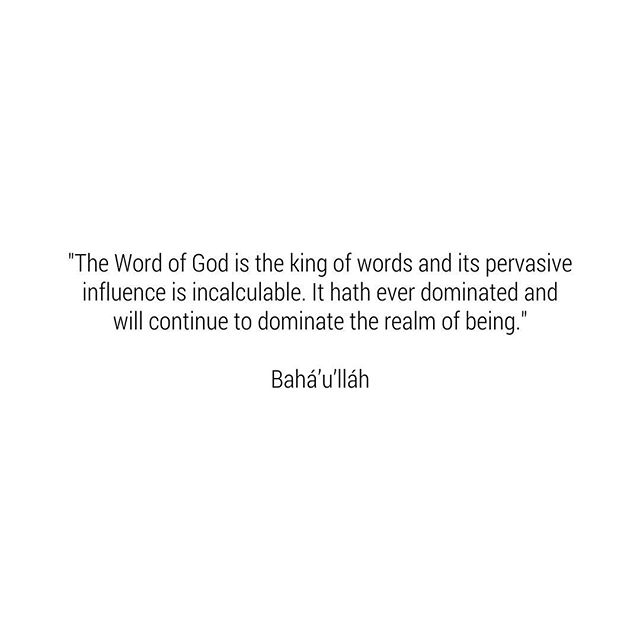 "The Word of God is the king of words and its pervasive
influence is incalculable. It hath ever dominated and
will continue to dominate the realm of being."
Bahá’u’lláh